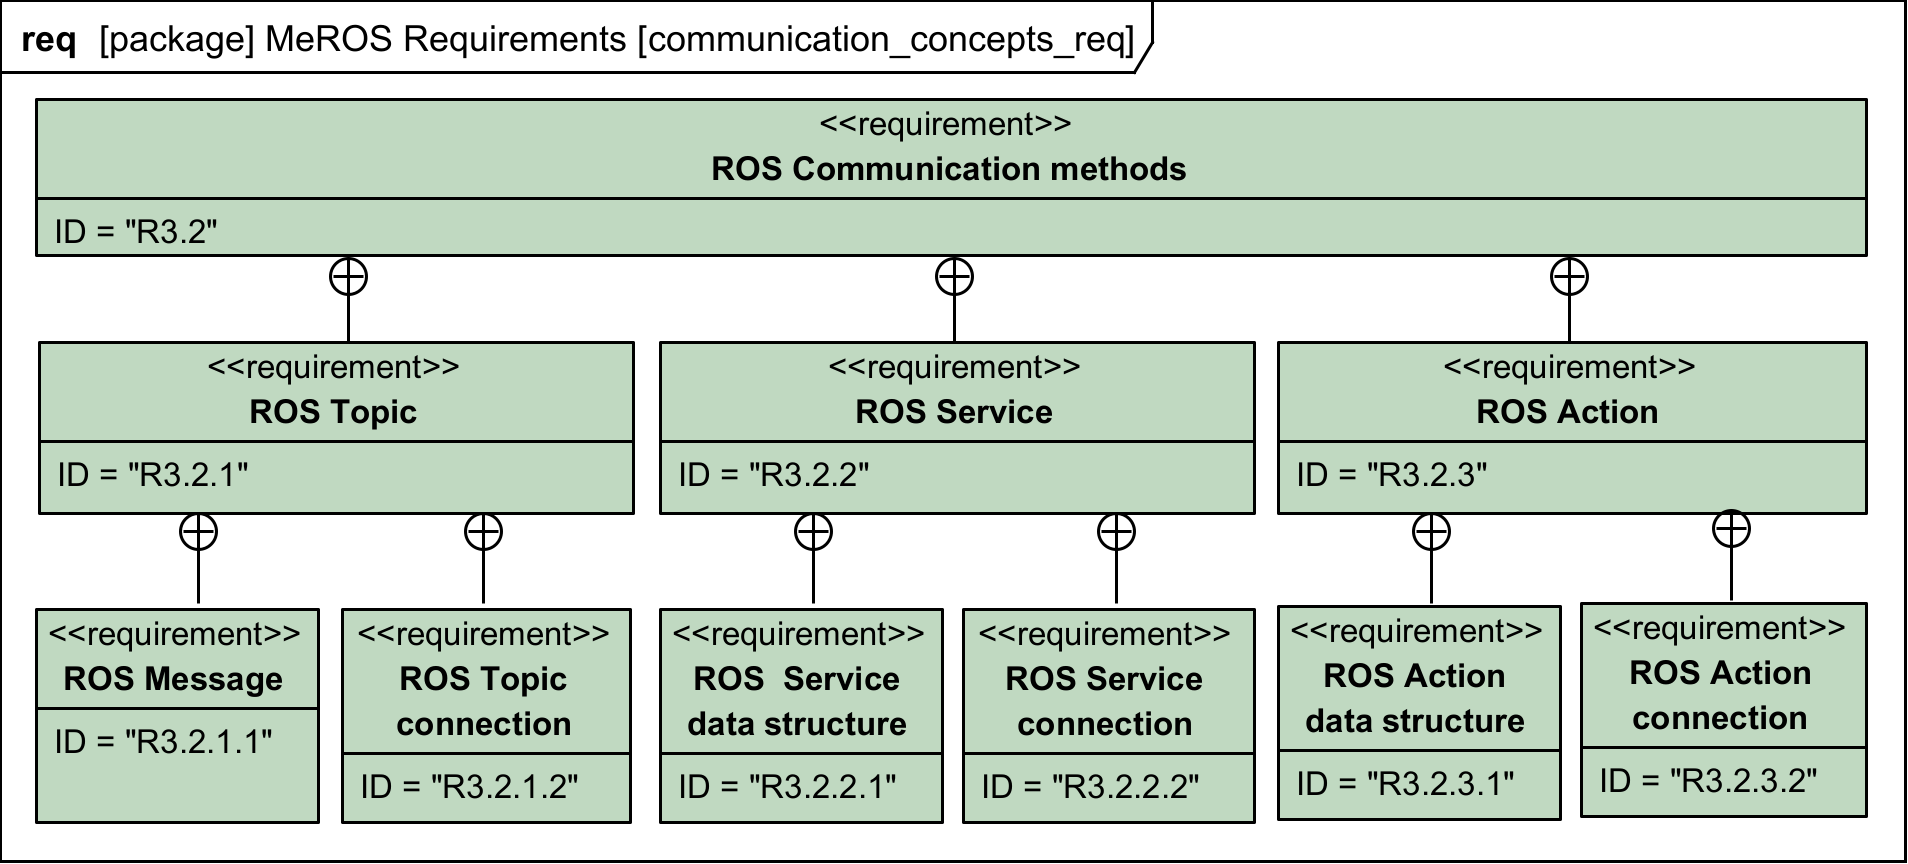 req [package] MeROS Requirements [communication_concepts_req]
<<requirement>>
ROS Communication methods
ID = "R3.2"
<<requirement>>
ROS Topic
ID = "R3.2.1"
<<requirement>>
ROS Service
ID = "R3.2.2"
<<requirement>>
ROS Action
ID = "R3.2.3"
<<requirement>>
ROS Message
ID = "R3.2.1.1"
<<requirement>>
ROS Topic
connection
ID = "R3.2.1.2"
<<requirement>>
ROS  Service
data structure
ID = "R3.2.2.1"
<<requirement>>
ROS Service
connection
ID = "R3.2.2.2"
<<requirement>>
ROS Action
data structure
ID = "R3.2.3.1"
<<requirement>>
ROS Action
connection
ID = "R3.2.3.2"